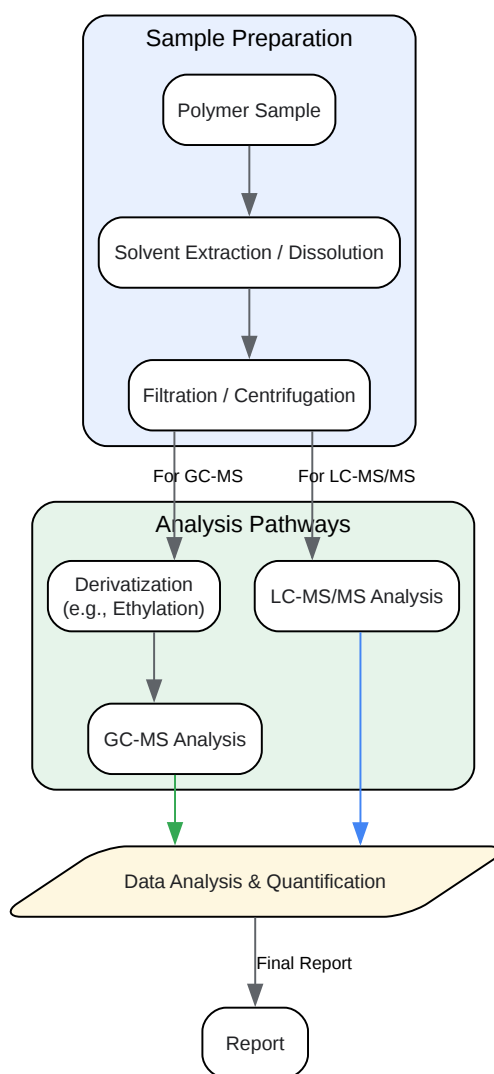 Sample Preparation
Polymer Sample
Solvent Extraction / Dissolution
Filtration / Centrifugation
For GC-MS
For LC-MS/MS
Analysis Pathways
Derivatization
(e.g., Ethylation)
LC-MS/MS Analysis
GC-MS Analysis
Data Analysis & Quantification
Final Report
Report